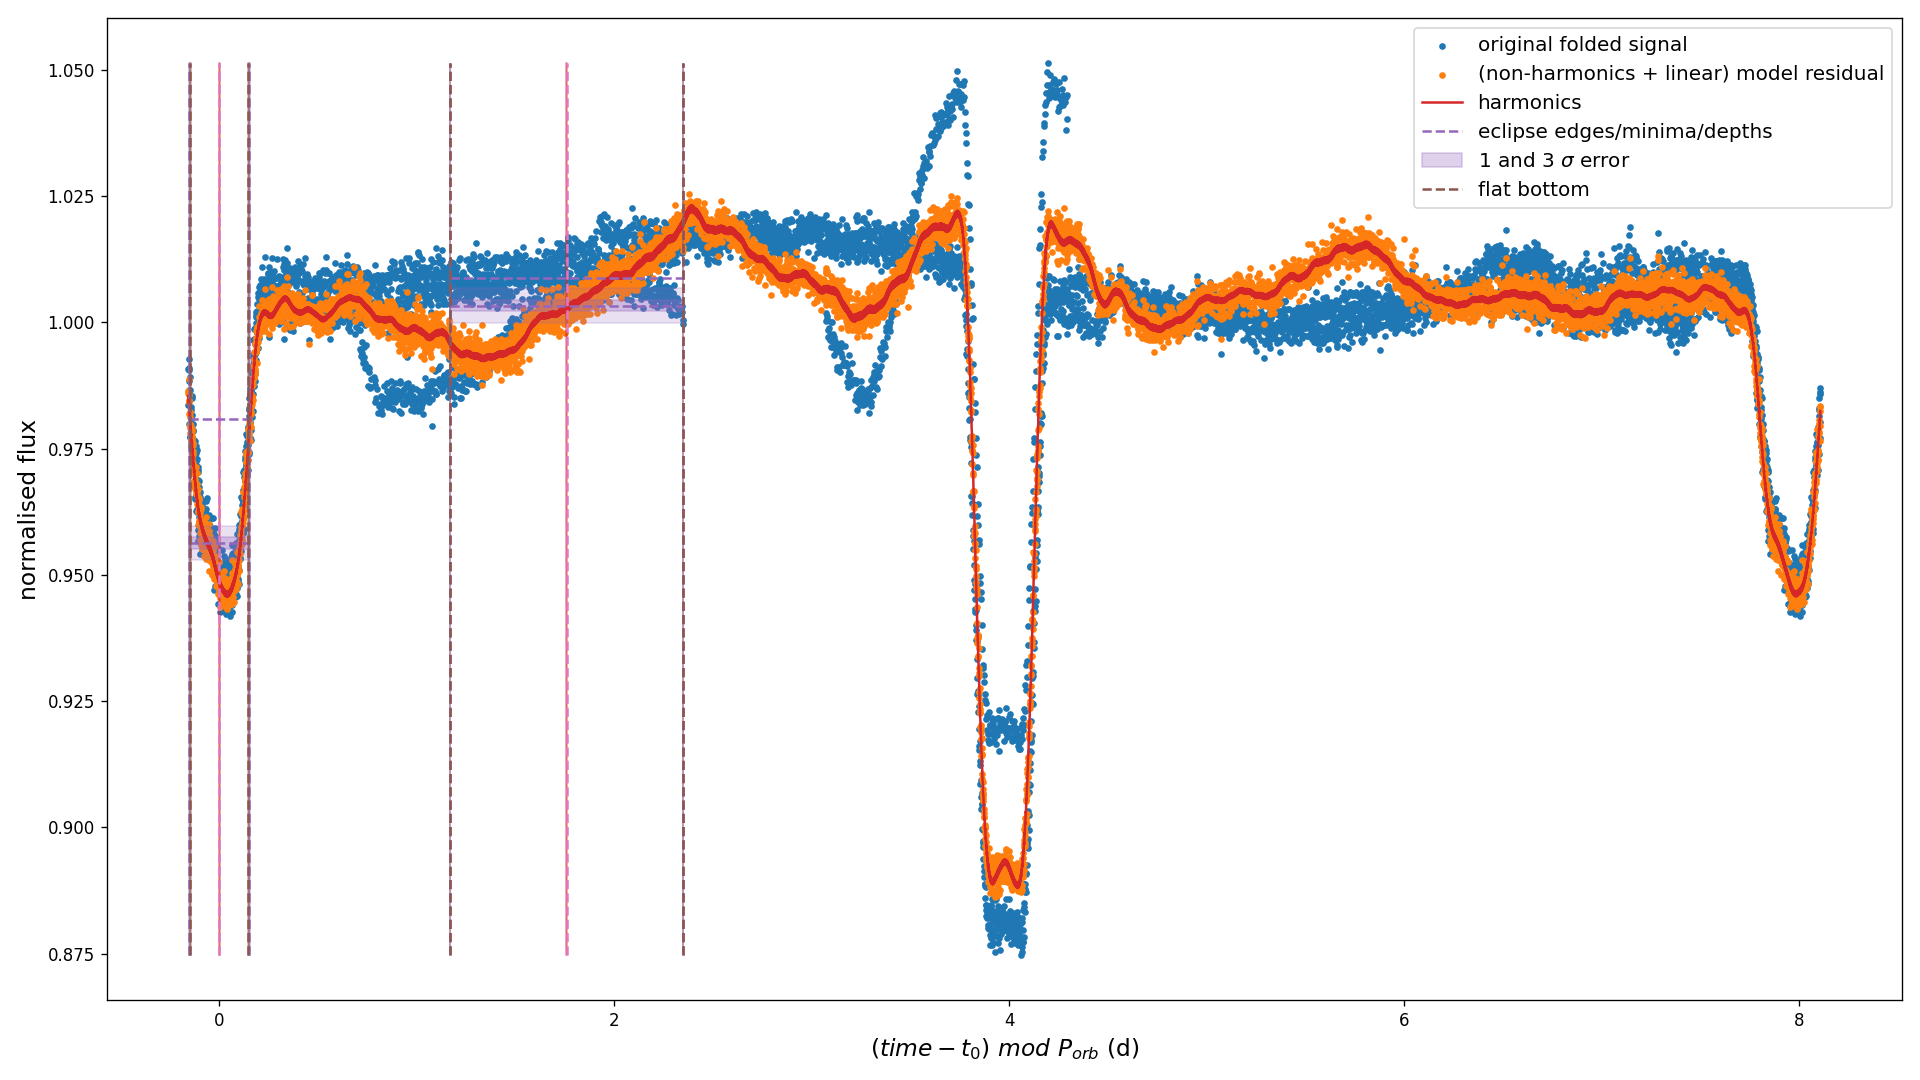 original folded signal
(non-harmonics + linear) model residual
harmonics
eclipse edges/minima/depths
1 and 3 σ error
flat bottom
normalised flux
1.050
1.025
1.000
0.975
0.950
0.925
0.900
0.875
0 2 4 6 8
(time − t₀) mod Pₒᵣb (d)